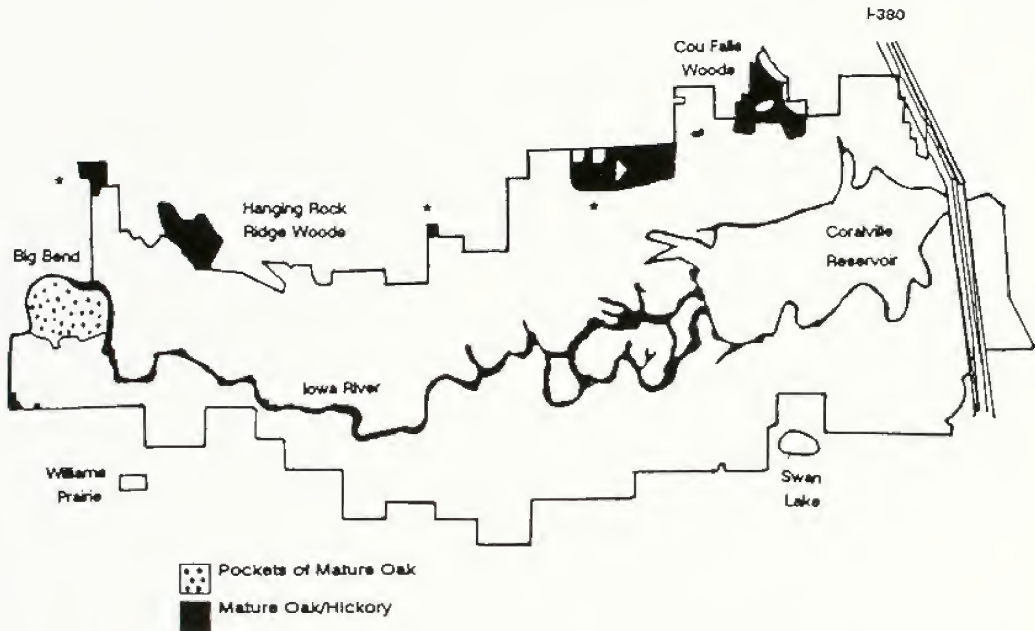 I-380
Cou Falls
Woods
Hanging Rock
Ridge Woods
Big Bend
Coralville
Reservoir
Iowa River
Williams
Prairie
Swan
Lake
Pockets of Mature Oak
Mature Oak/Hickory